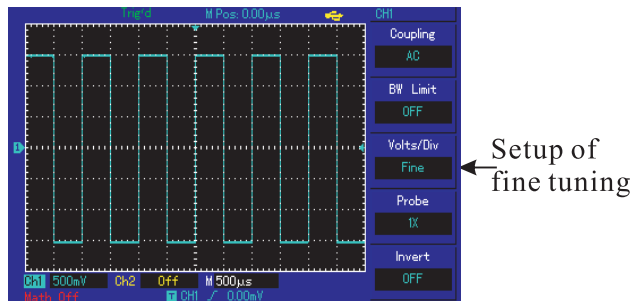 Trig'd M Pos: 0.00μs CH1
Coupling
AC
BW Limit
OFF
1
Volts/Div
Fine
Setup of
fine tuning
Probe
1X
Invert
OFF
Ch1 500mV Ch2 Off M 500μs
Math Off T CH1 / 0.00mV